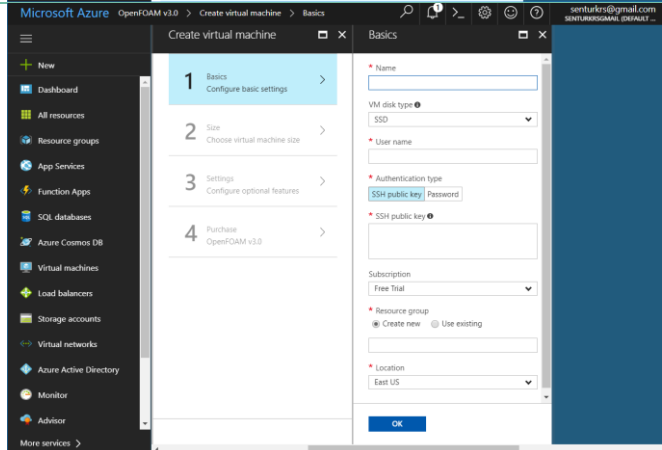 Microsoft Azure OpenFOAM v3.0 > Create virtual machine > Basics
senturkrs@gmail.com
SENTURKRSGMAIL (DEFAULT ...
New
Dashboard
All resources
Resource groups
App Services
Function Apps
SQL databases
Azure Cosmos DB
Virtual machines
Load balancers
Storage accounts
Virtual networks
Azure Active Directory
Monitor
Advisor
More services >
Create virtual machine
1 Basics
Configure basic settings
2 Size
Choose virtual machine size
3 Settings
Configure optional features
4 Purchase
OpenFOAM v3.0
Basics
* Name
VM disk type
SSD
* User name
* Authentication type
SSH public key Password
* SSH public key
Subscription
Free Trial
* Resource group
Create new Use existing
* Location
East US
OK